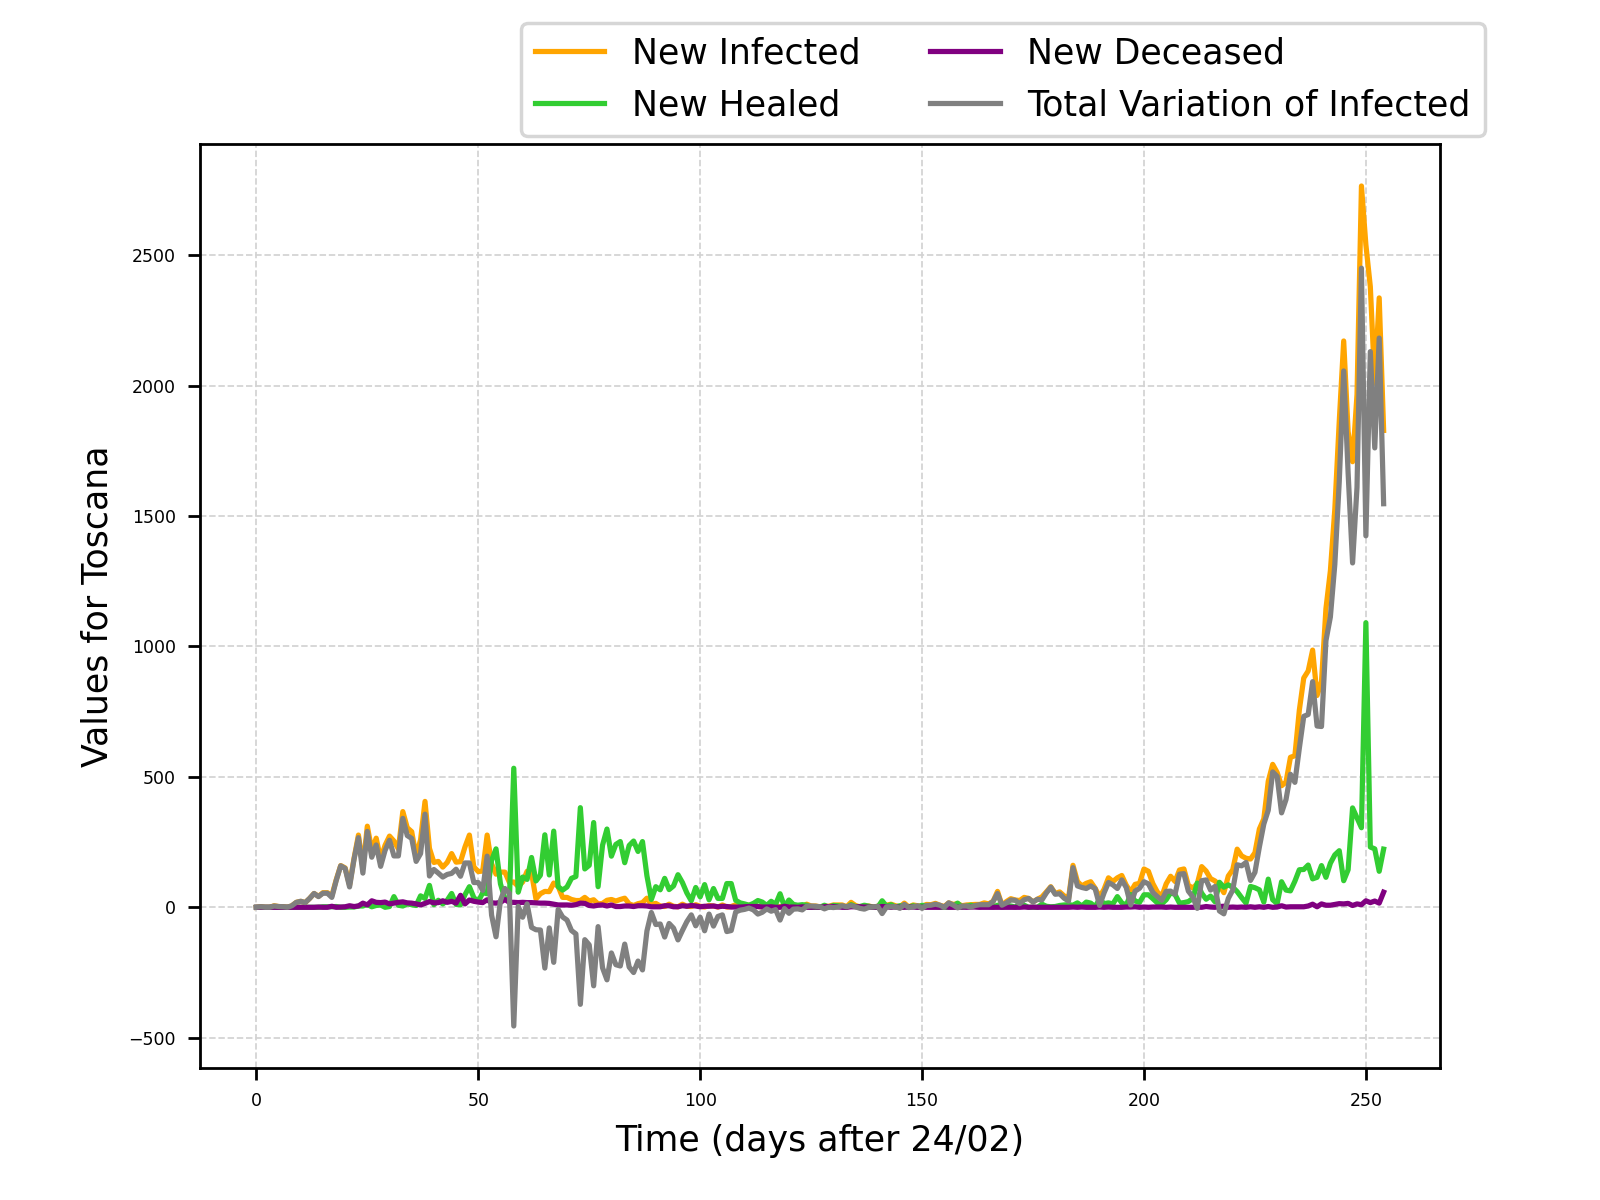 New Infected
New Healed
New Deceased
Total Variation of Infected
Values for Toscana
2500
2000
1500
1000
500
0
−500
0 50 100 150 200 250
Time (days after 24/02)